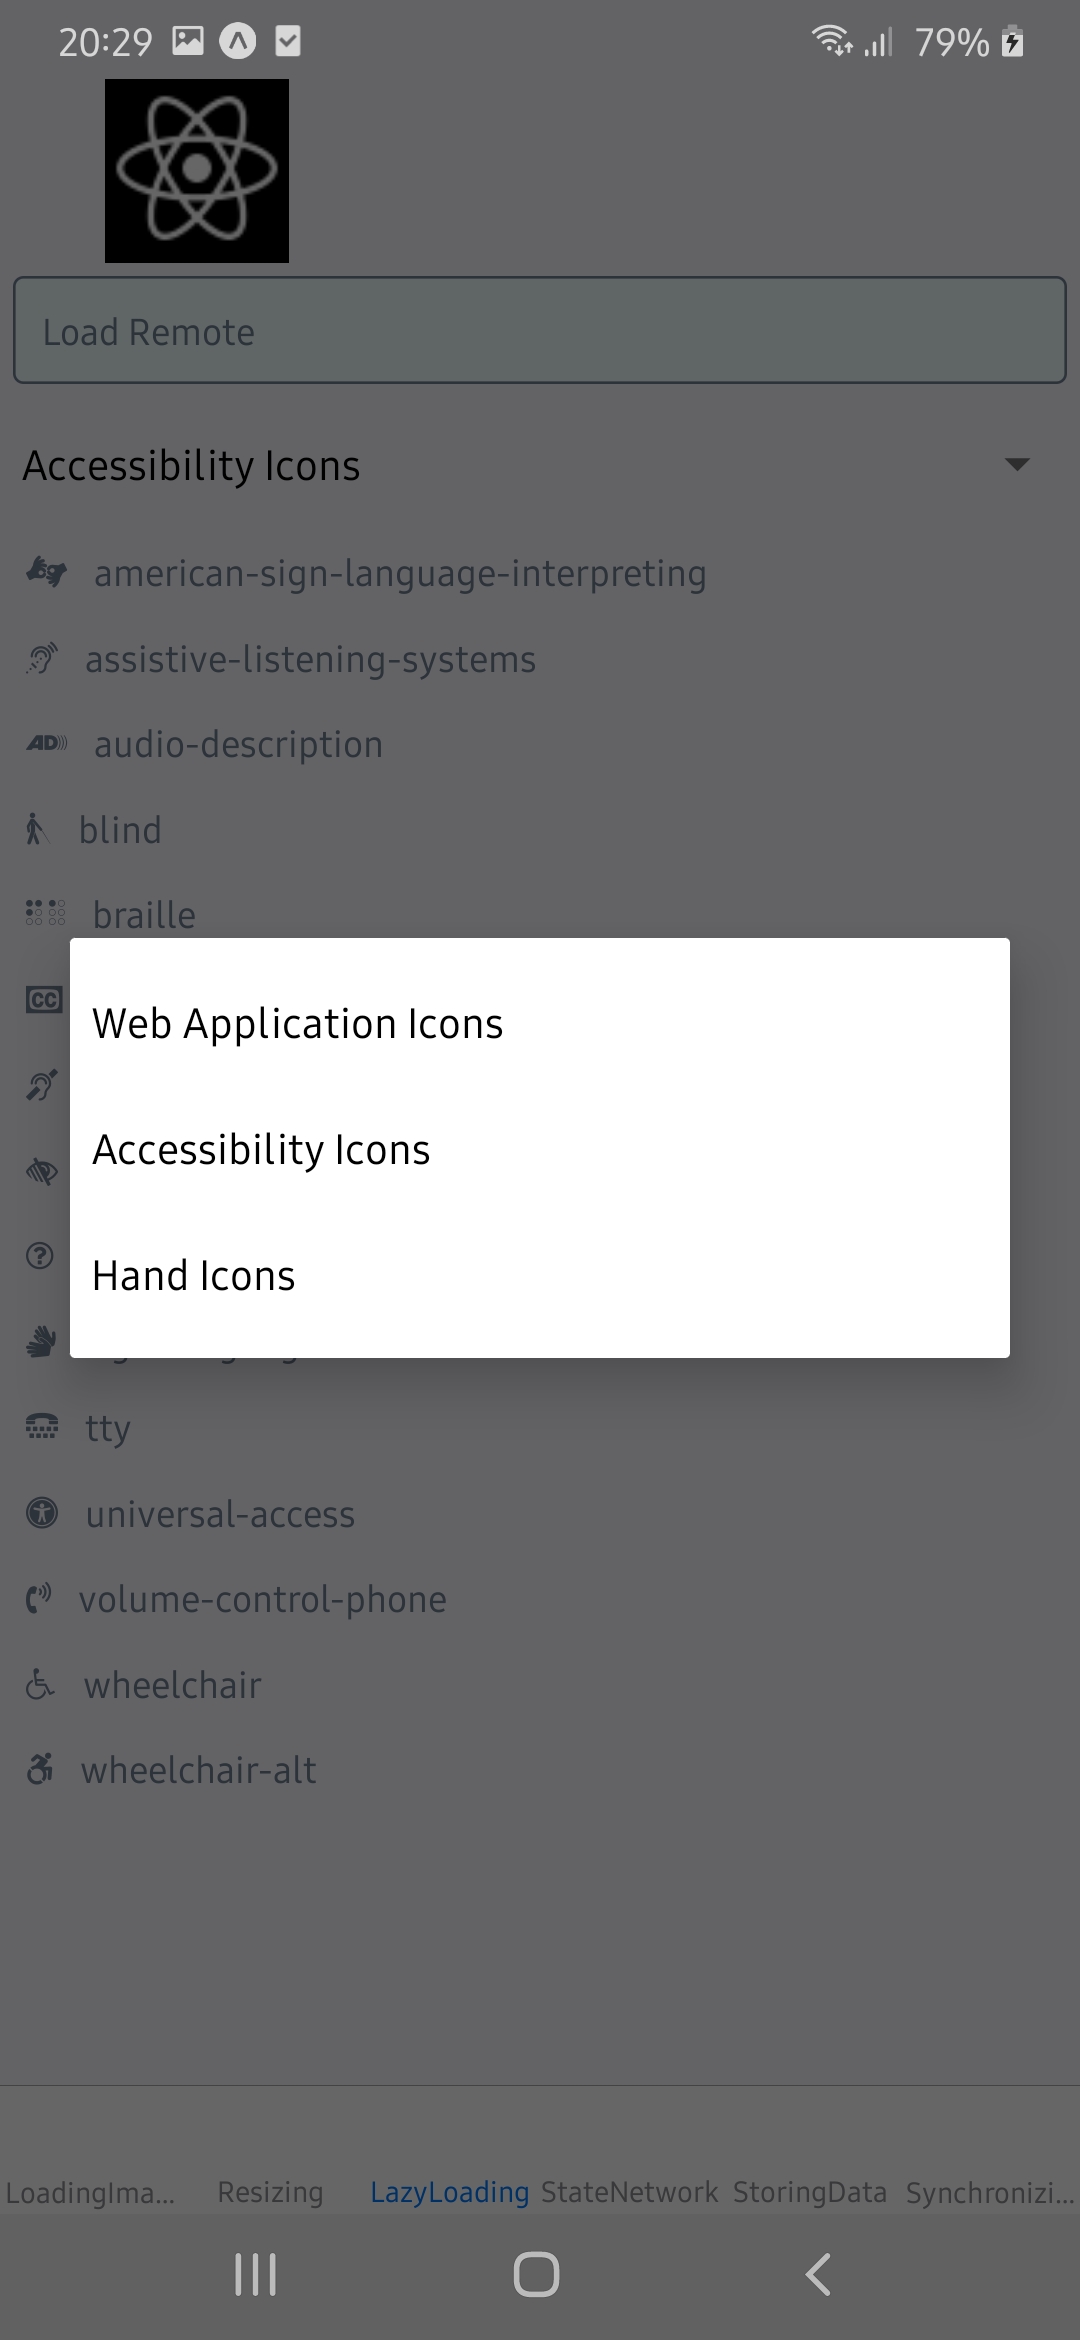 20:29 79%
Load Remote
Accessibility Icons
american-sign-language-interpreting
assistive-listening-systems
AD audio-description
blind
braille
CC
Web Application Icons
Accessibility Icons
Hand Icons
tty
universal-access
volume-control-phone
wheelchair
wheelchair-alt
LoadingIma... Resizing LazyLoading StateNetwork StoringData Synchronizi...